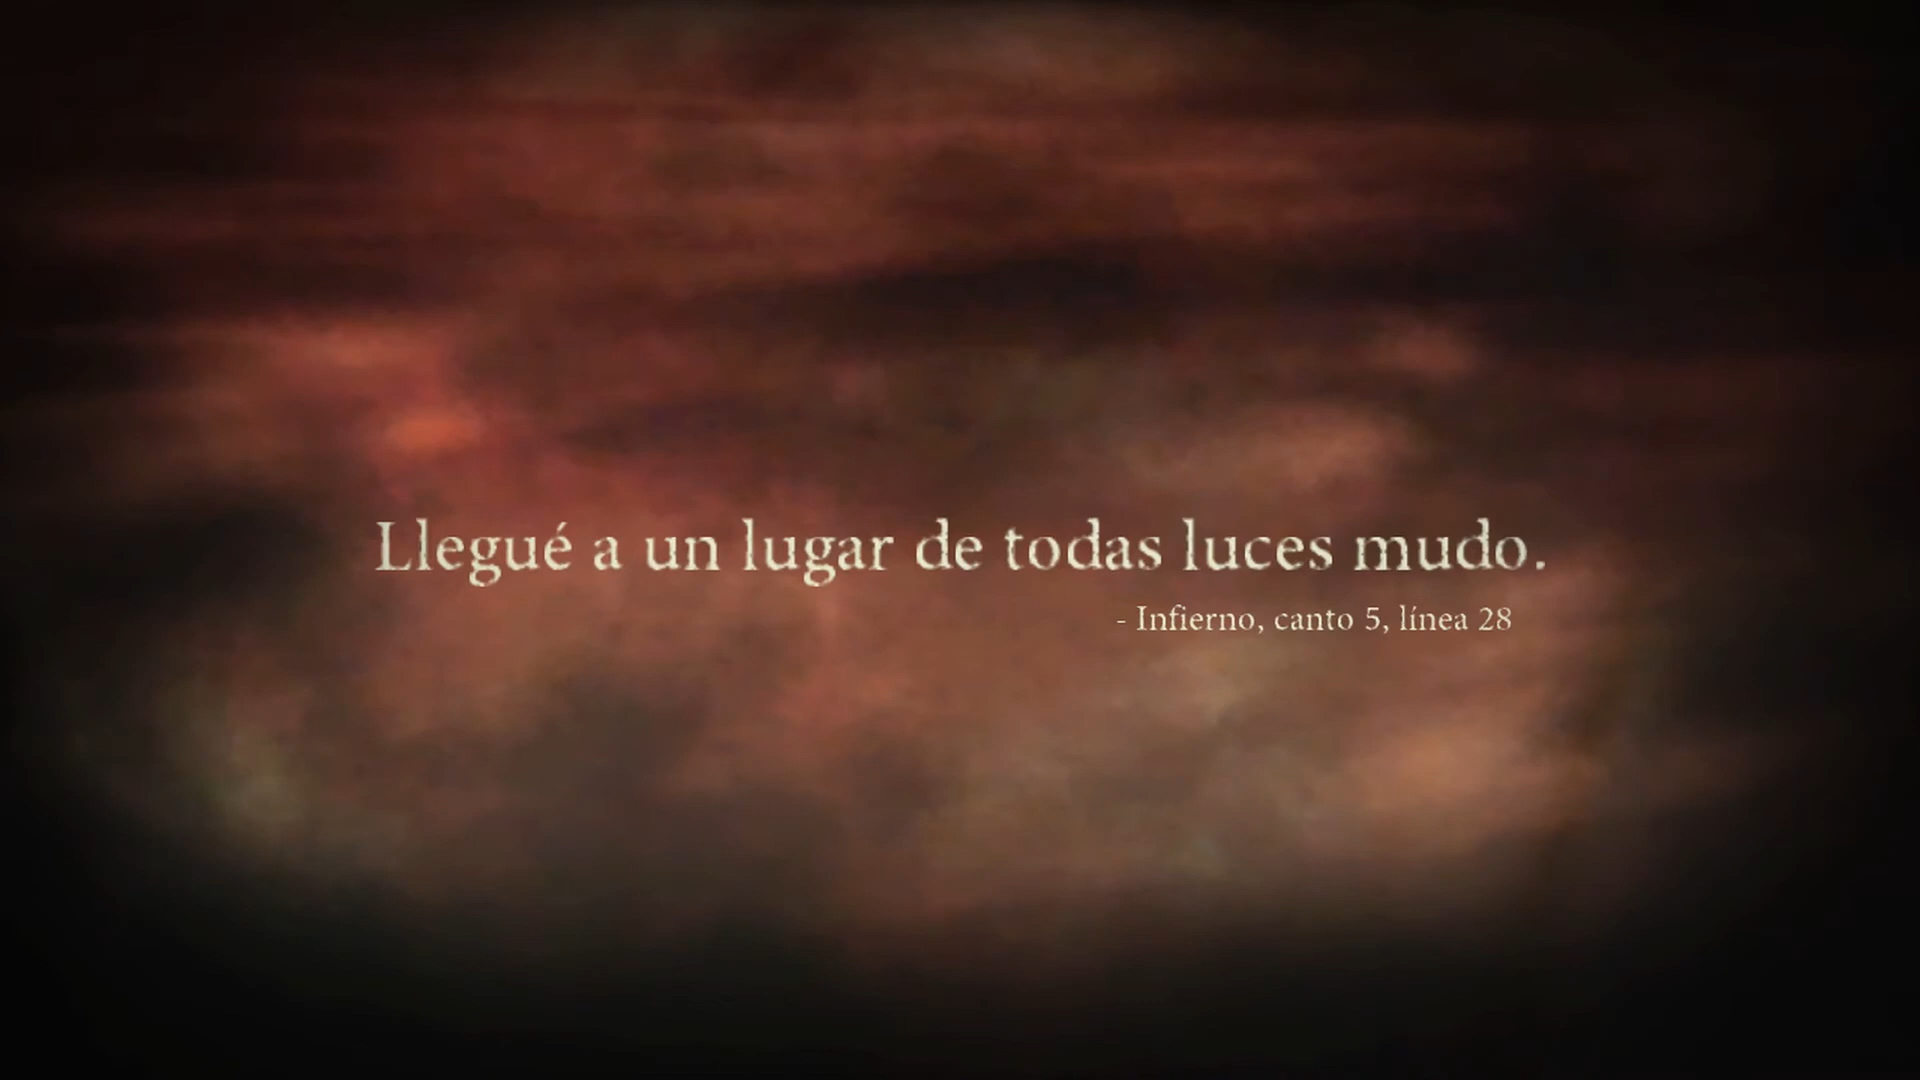 Llegué a un lugar de todas luces mudo.
- Infierno, canto 5, línea 28